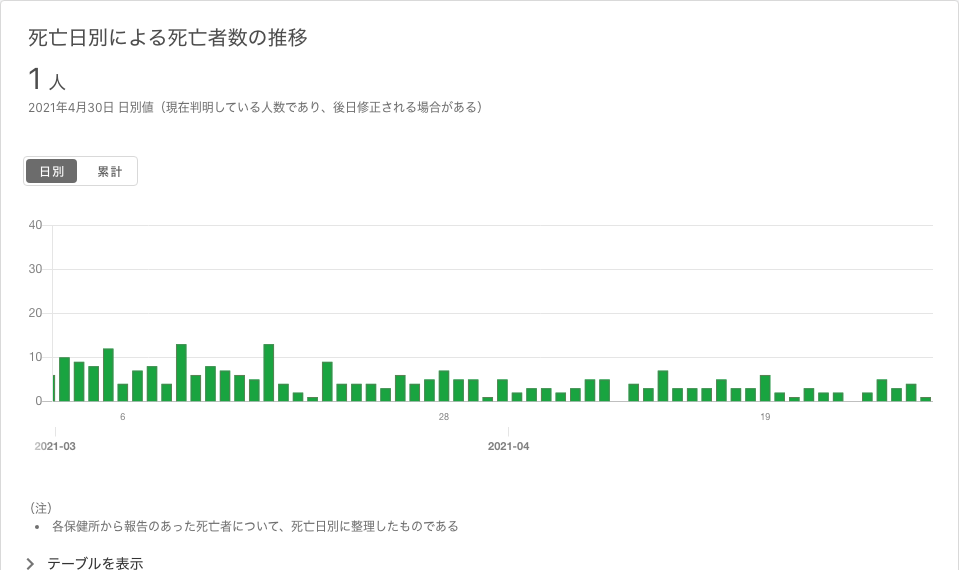 死亡日別による死亡者数の推移
1 人
2021年4月30日 日別値（現在判明している人数であり、後日修正される場合がある）
日別 累計
40
30
20
10
0
6 28 19
2021-03 2021-04
（注）
• 各保健所から報告のあった死亡者について、死亡日別に整理したものである
テーブルを表示